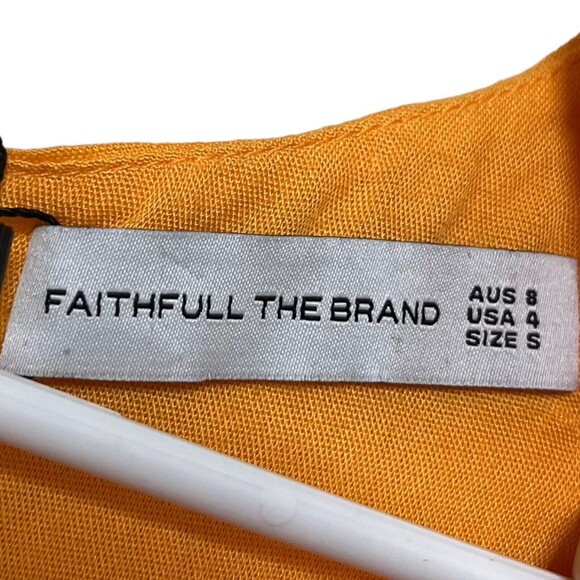 FAITHFULL THE BRAND
AUS 8
USA 4
SIZE S